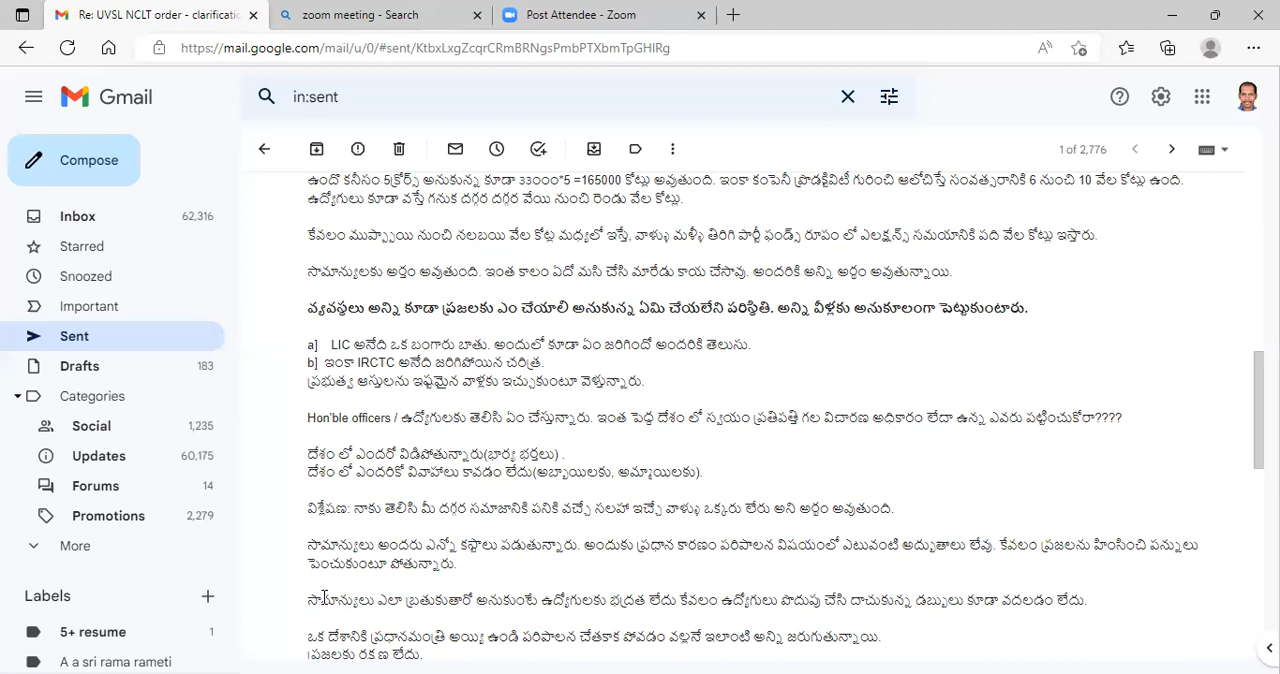 Re: UVSL NCLT order - clarificati
zoom meeting - Search
Post Attendee - Zoom
https://mail.google.com/mail/u/0/#sent/KtbxLxgZcqrCRmBRNgsPmbPTXbmTpGHlRg
Gmail
in:sent
Compose
1 of 2,776
Inbox 62,316
Starred
Snoozed
Important
Sent
Drafts 183
Categories
Social 1,235
Updates 60,175
Forums 14
Promotions 2,279
More
Labels
5+ resume 1
A a sri rama rameti
ఉందొ కనీసం 5క్రోర్స్ అనుకున్న కూడా 33౦౦౦*5 =165000 కోట్లు అవుతుంది. ఇంకా కంపెనీ ప్రొడక్టివిటీ గురించి ఆలోచిస్తే సంవత్సరానికి 6 నుంచి 10 వేల కోట్లు ఉంది.
ఉద్యోగులు కూడా వస్తే గనుక దగ్గర దగ్గర వేయి నుంచి రెండు వేల కోట్లు.
కేవలం ముప్ప్పాయి నుంచి నలబయి వేల కోట్ల మధ్యలో ఇస్తే, వాళ్ళు మళ్ళీ తిరిగి పార్టీ ఫండ్స్ రూపం లో ఎలక్షన్స్ సమయానికి పది వేల కోట్లు ఇస్తారు.
సామాన్యులకు అర్తం అవుతుంది. ఇంత కాలం ఏదో మసి చేసి మారేడు కాయ చేసావు. అందరికి అన్ని అర్థం అవుతున్నాయి.
వ్యవస్థలు అన్ని కూడా ప్రజలకు ఎం చేయాలి అనుకున్న ఏమి చేయలేని పరిస్థితి. అన్ని వీళ్లకు అనుకూలంగా పెట్టుకుంటారు.
a] LIC అనేది ఒక బంగారు బాతు. అందులో కూడా ఏం జరిగిందో అందరికి తెలుసు.
b] ఇంకా IRCTC అనేది జరిగిపోయిన చరిత్ర.
ప్రభుత్వ ఆస్తులను ఇష్టమైన వాళ్లకు ఇచ్చుకుంటూ వెళ్తున్నారు.
Hon'ble officers / ఉద్యోగులకు తెలిసి ఏం చేస్తున్నారు. ఇంత పెద్ద దేశం లో స్వయం ప్రతిపత్తి గల విచారణ అధికారం లేదా ఉన్న ఎవరు పట్టించుకోరా????
దేశం లో ఎందరో విడిపోతున్నారు(భార్య భర్తలు) .
దేశం లో ఎందరికో వివాహాలు కావడం లేదు(అబ్బాయిలకు, అమ్మాయిలకు).
విశ్లేషణ: నాకు తెలిసి మీ దగ్గర సమాజానికి పనికి వచ్చే సలహా ఇచ్చే వాళ్ళు ఒక్కరు లేరు అని అర్థం అవుతుంది.
సామాన్యులు అందరు ఎన్నో కష్టాలు పడుతున్నారు. అందుకు ప్రధాన కారణం పరిపాలన విషయంలో ఎటువంటి అద్భుతాలు లేవు. కేవలం ప్రజలను హింసించి పన్నులు
పెంచుకుంటూ పోతున్నారు.
సామాన్యులు ఎలా బ్రతుకుతారో అనుకుంటే ఉద్యోగులకు భద్రత లేదు కేవలం ఉద్యోగులు పొదుపు చేసి దాచుకున్న డబ్బులు కూడా వదలడం లేదు.
ఒక దేశానికి ప్రధానమంత్రి అయ్యి ఉండి పరిపాలన చేతకాక పోవడం వల్లనే ఇలాంటి అన్ని జరుగుతున్నాయి.
ప్రజలకు రక్షణ లేదు.